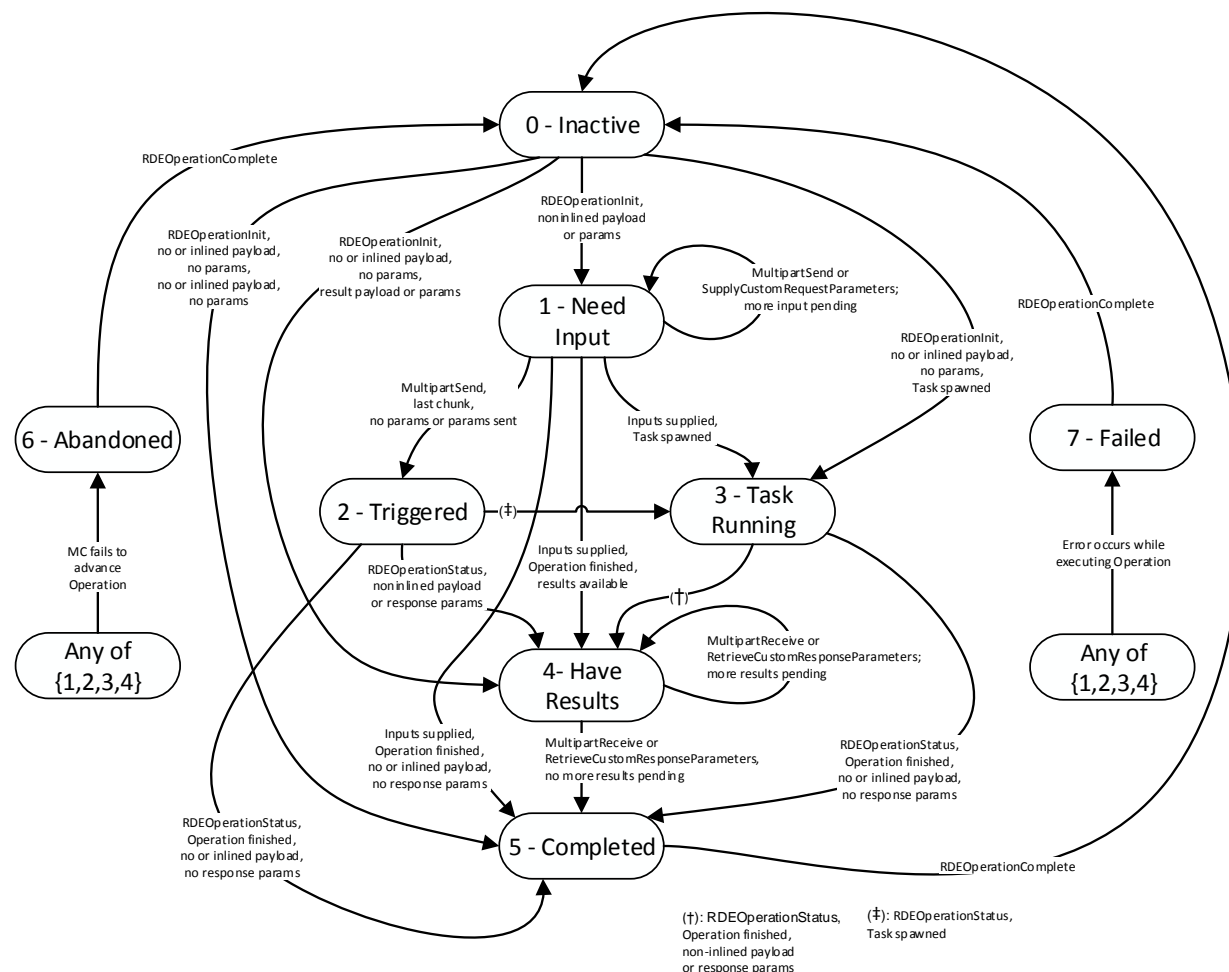 0 - Inactive
RDEOperationComplete
RDEOperationInit,
no or inlined payload,
no params,
no or inlined payload,
no params
RDEOperationInit,
no or inlined payload,
no params,
result payload or params
RDEOperationInit,
noninlined payload
or params
MultipartSend or
SupplyCustomRequestParameters;
more input pending
RDEOperationComplete
1 - Need
Input
RDEOperationInit,
no or inlined payload,
no params,
Task spawned
MultipartSend,
last chunk,
no params or params sent
Inputs supplied,
Task spawned
6 - Abandoned
7 - Failed
2 - Triggered
(‡)
3 - Task
Running
MC fails to
advance
Operation
RDEOperationStatus,
noninlined payload
or response params
Inputs supplied,
Operation finished,
results available
(†)
Error occurs while
executing Operation
Any of
{1,2,3,4}
4- Have
Results
MultipartReceive or
RetrieveCustomResponseParameters;
more results pending
Any of
{1,2,3,4}
Inputs supplied,
Operation finished,
no or inlined payload,
no response params
MultipartReceive or
RetrieveCustomResponseParameters,
no more results pending
RDEOperationStatus,
Operation finished,
no or inlined payload,
no response params
RDEOperationStatus,
Operation finished,
no or inlined payload,
no response params
5 - Completed
RDEOperationComplete
(†): RDEOperationStatus,
Operation finished,
non-inlined payload
or response params
(‡): RDEOperationStatus,
Task spawned